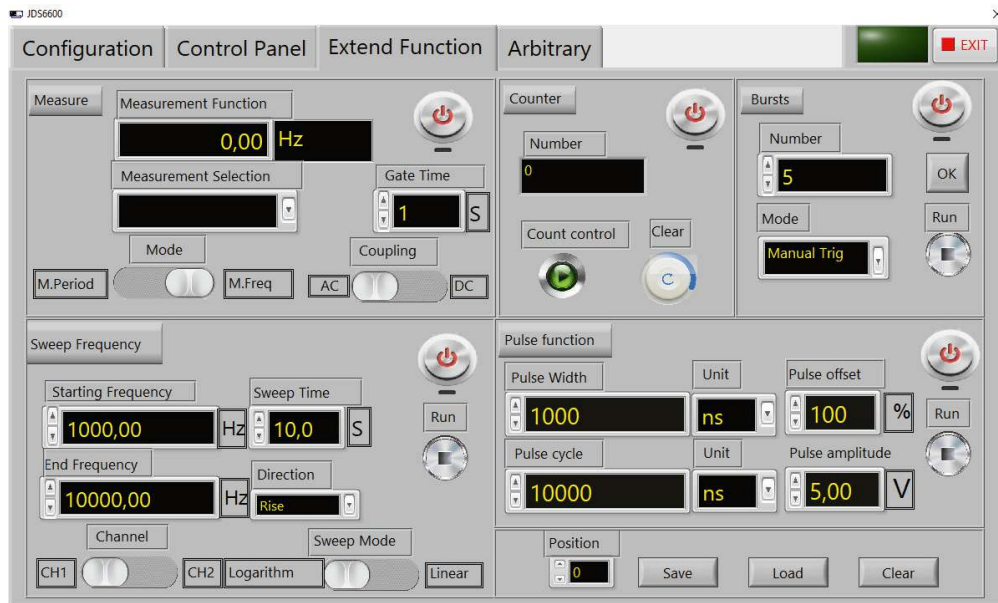 JDS6600
Configuration
Control Panel
Extend Function
Arbitrary
EXIT
Measure
Measurement Function
0,00 Hz
Measurement Selection
Gate Time
1 S
Mode
M.Period
M.Freq
Coupling
AC
DC
Counter
Number
0
Count control
Clear
Bursts
Number
5
OK
Mode
Manual Trig
Run
Sweep Frequency
Starting Frequency
1000,00 Hz
Sweep Time
10,0 S
Run
End Frequency
10000,00 Hz
Direction
Rise
Channel
CH1
CH2
Sweep Mode
Logarithm
Linear
Pulse function
Pulse Width
1000
Unit
ns
Pulse offset
100 %
Run
Pulse cycle
10000
Unit
ns
Pulse amplitude
5,00 V
Position
0
Save
Load
Clear